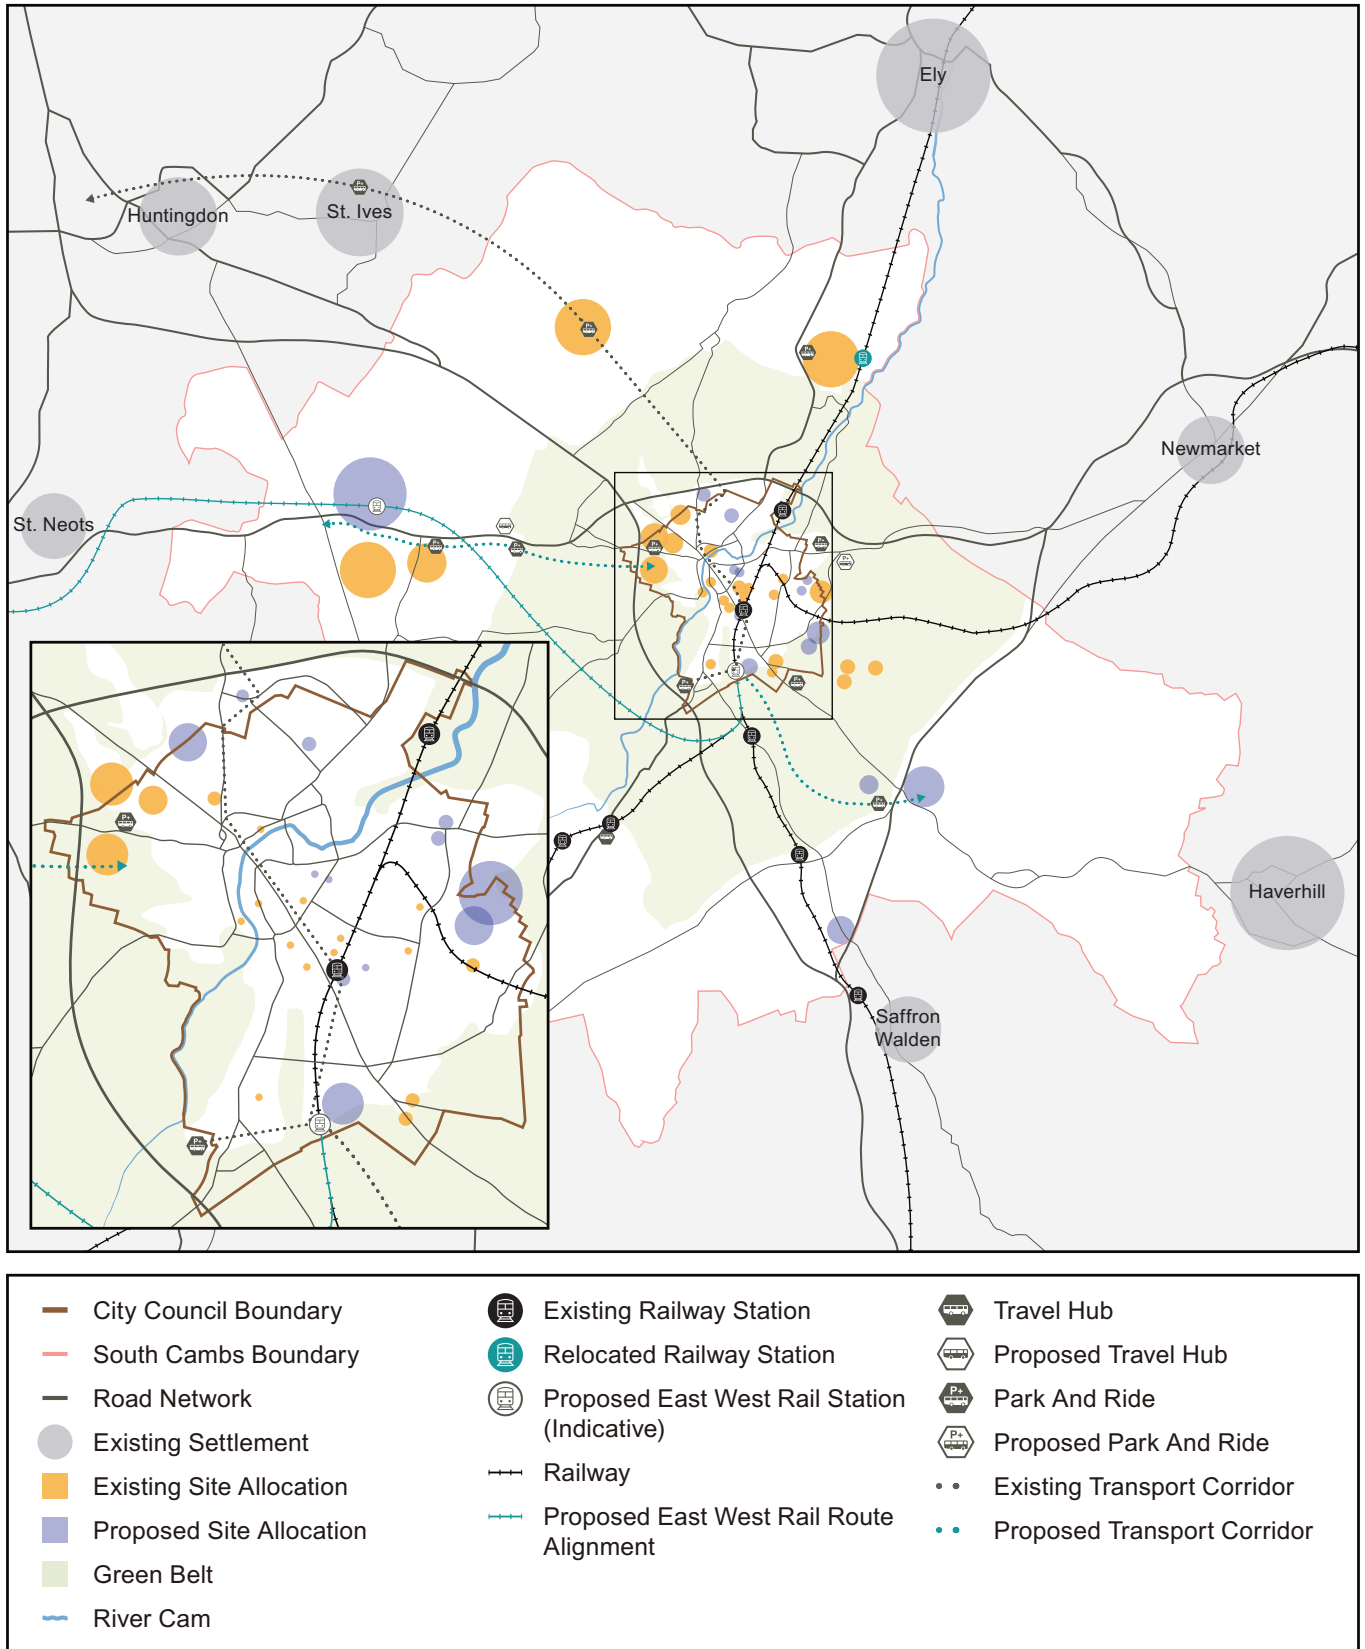 Ely
Huntingdon
St. Ives
Newmarket
St. Neots
Haverhill
Saffron
Walden
P+
P+
P+
P+
P+
P+
P+
P+
P+
P+
P+
P+
P+
City Council Boundary
South Cambs Boundary
Road Network
Existing Settlement
Existing Site Allocation
Proposed Site Allocation
Green Belt
River Cam
Existing Railway Station
Relocated Railway Station
Proposed East West Rail Station
(Indicative)
Railway
Proposed East West Rail Route
Alignment
Travel Hub
Proposed Travel Hub
P+
Park And Ride
P+
Proposed Park And Ride
Existing Transport Corridor
Proposed Transport Corridor